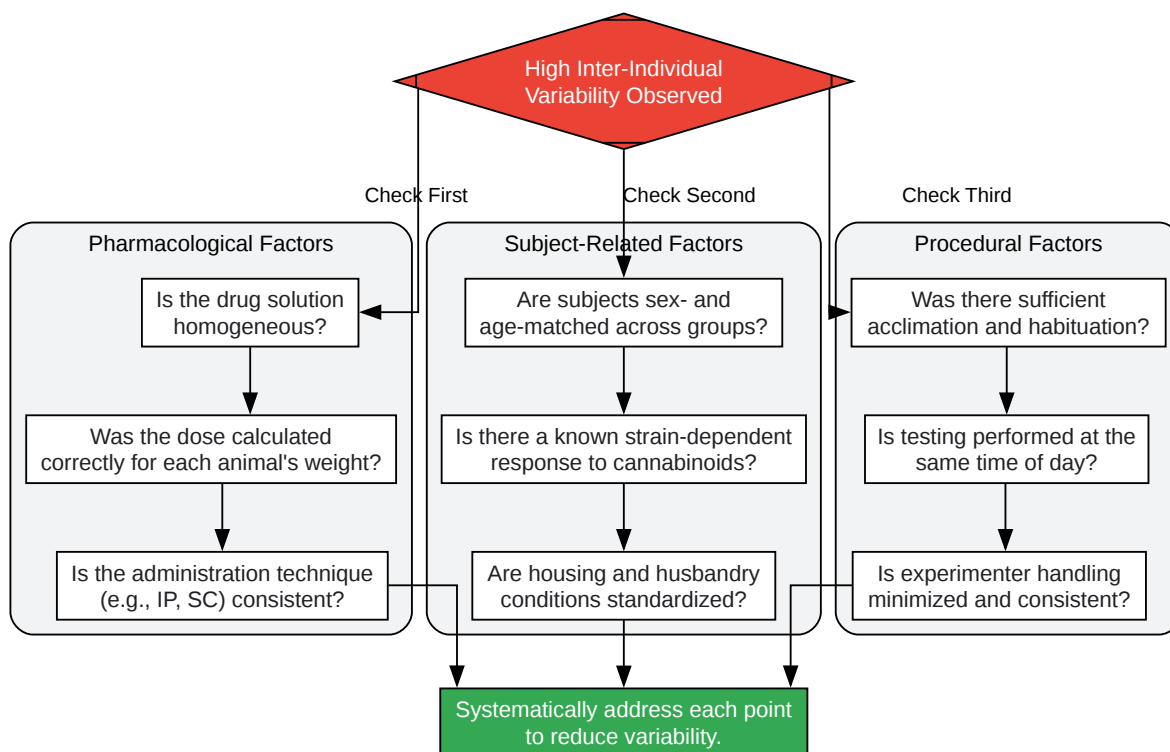 High Inter-Individual
Variability Observed
Check First
Check Second
Check Third
Pharmacological Factors
Is the drug solution
homogeneous?
Was the dose calculated
correctly for each animal's weight?
Is the administration technique
(e.g., IP, SC) consistent?
Subject-Related Factors
Are subjects sex- and
age-matched across groups?
Is there a known strain-dependent
response to cannabinoids?
Are housing and husbandry
conditions standardized?
Procedural Factors
Was there sufficient
acclimation and habituation?
Is testing performed at the
same time of day?
Is experimenter handling
minimized and consistent?
Systematically address each point
to reduce variability.